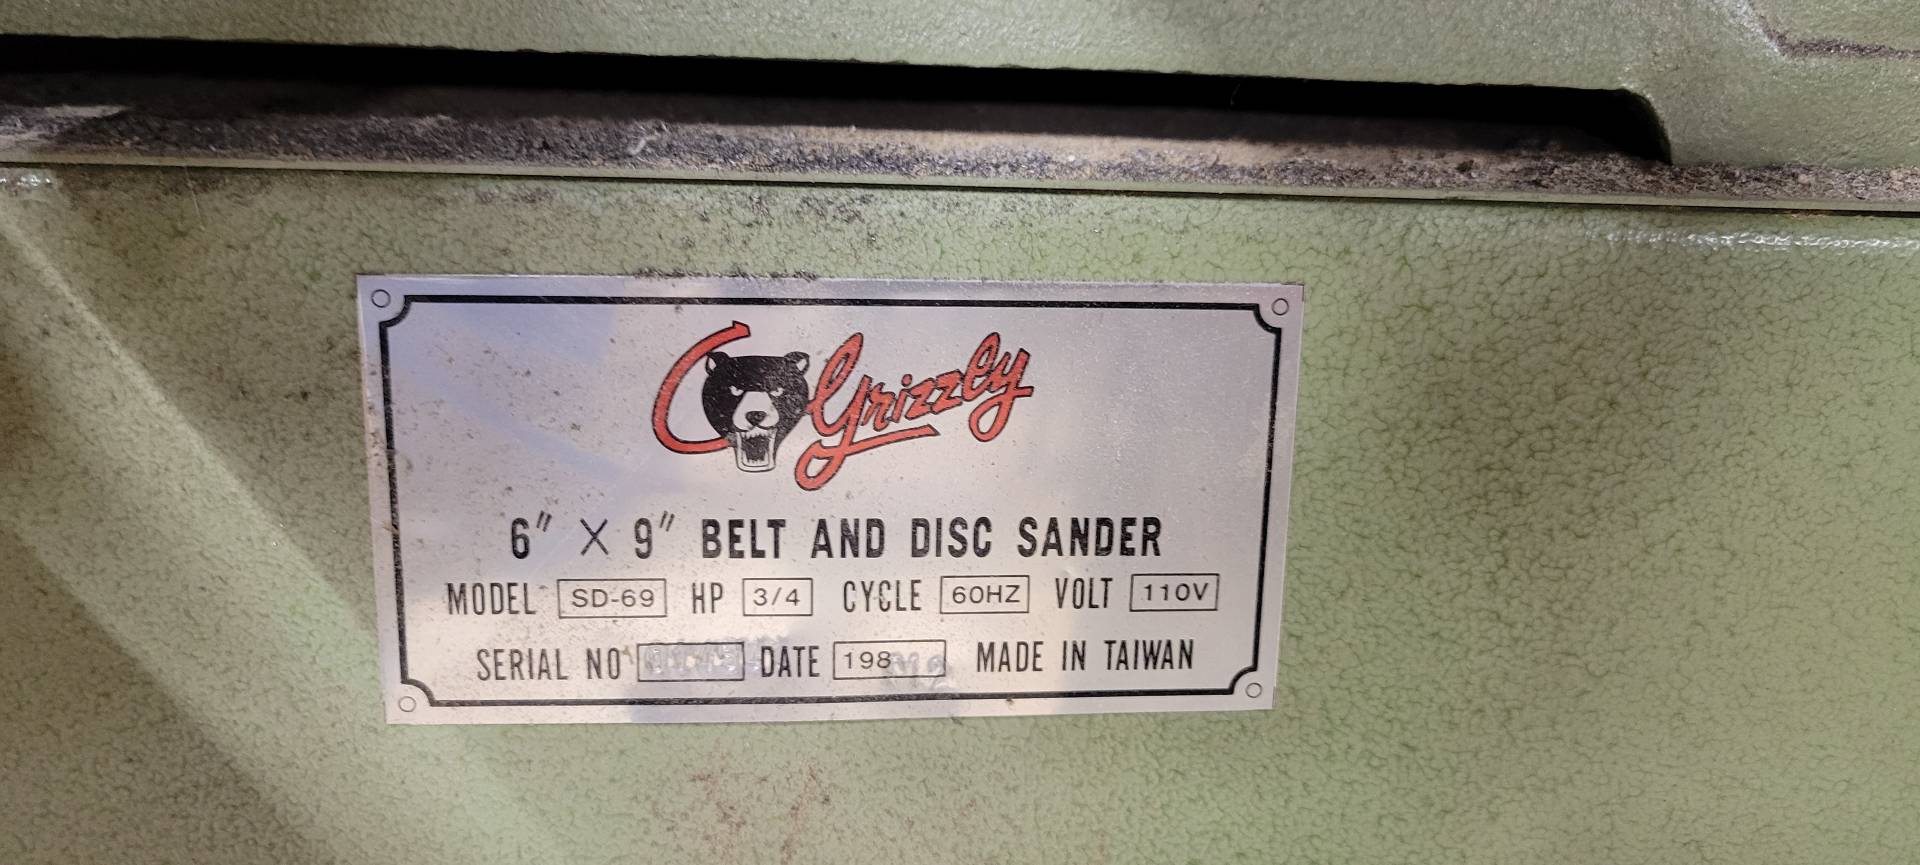 Grizzly
6" X 9" BELT AND DISC SANDER
MODEL SD-69 HP 3/4 CYCLE 60HZ VOLT 110V
SERIAL NO DATE 198 MADE IN TAIWAN